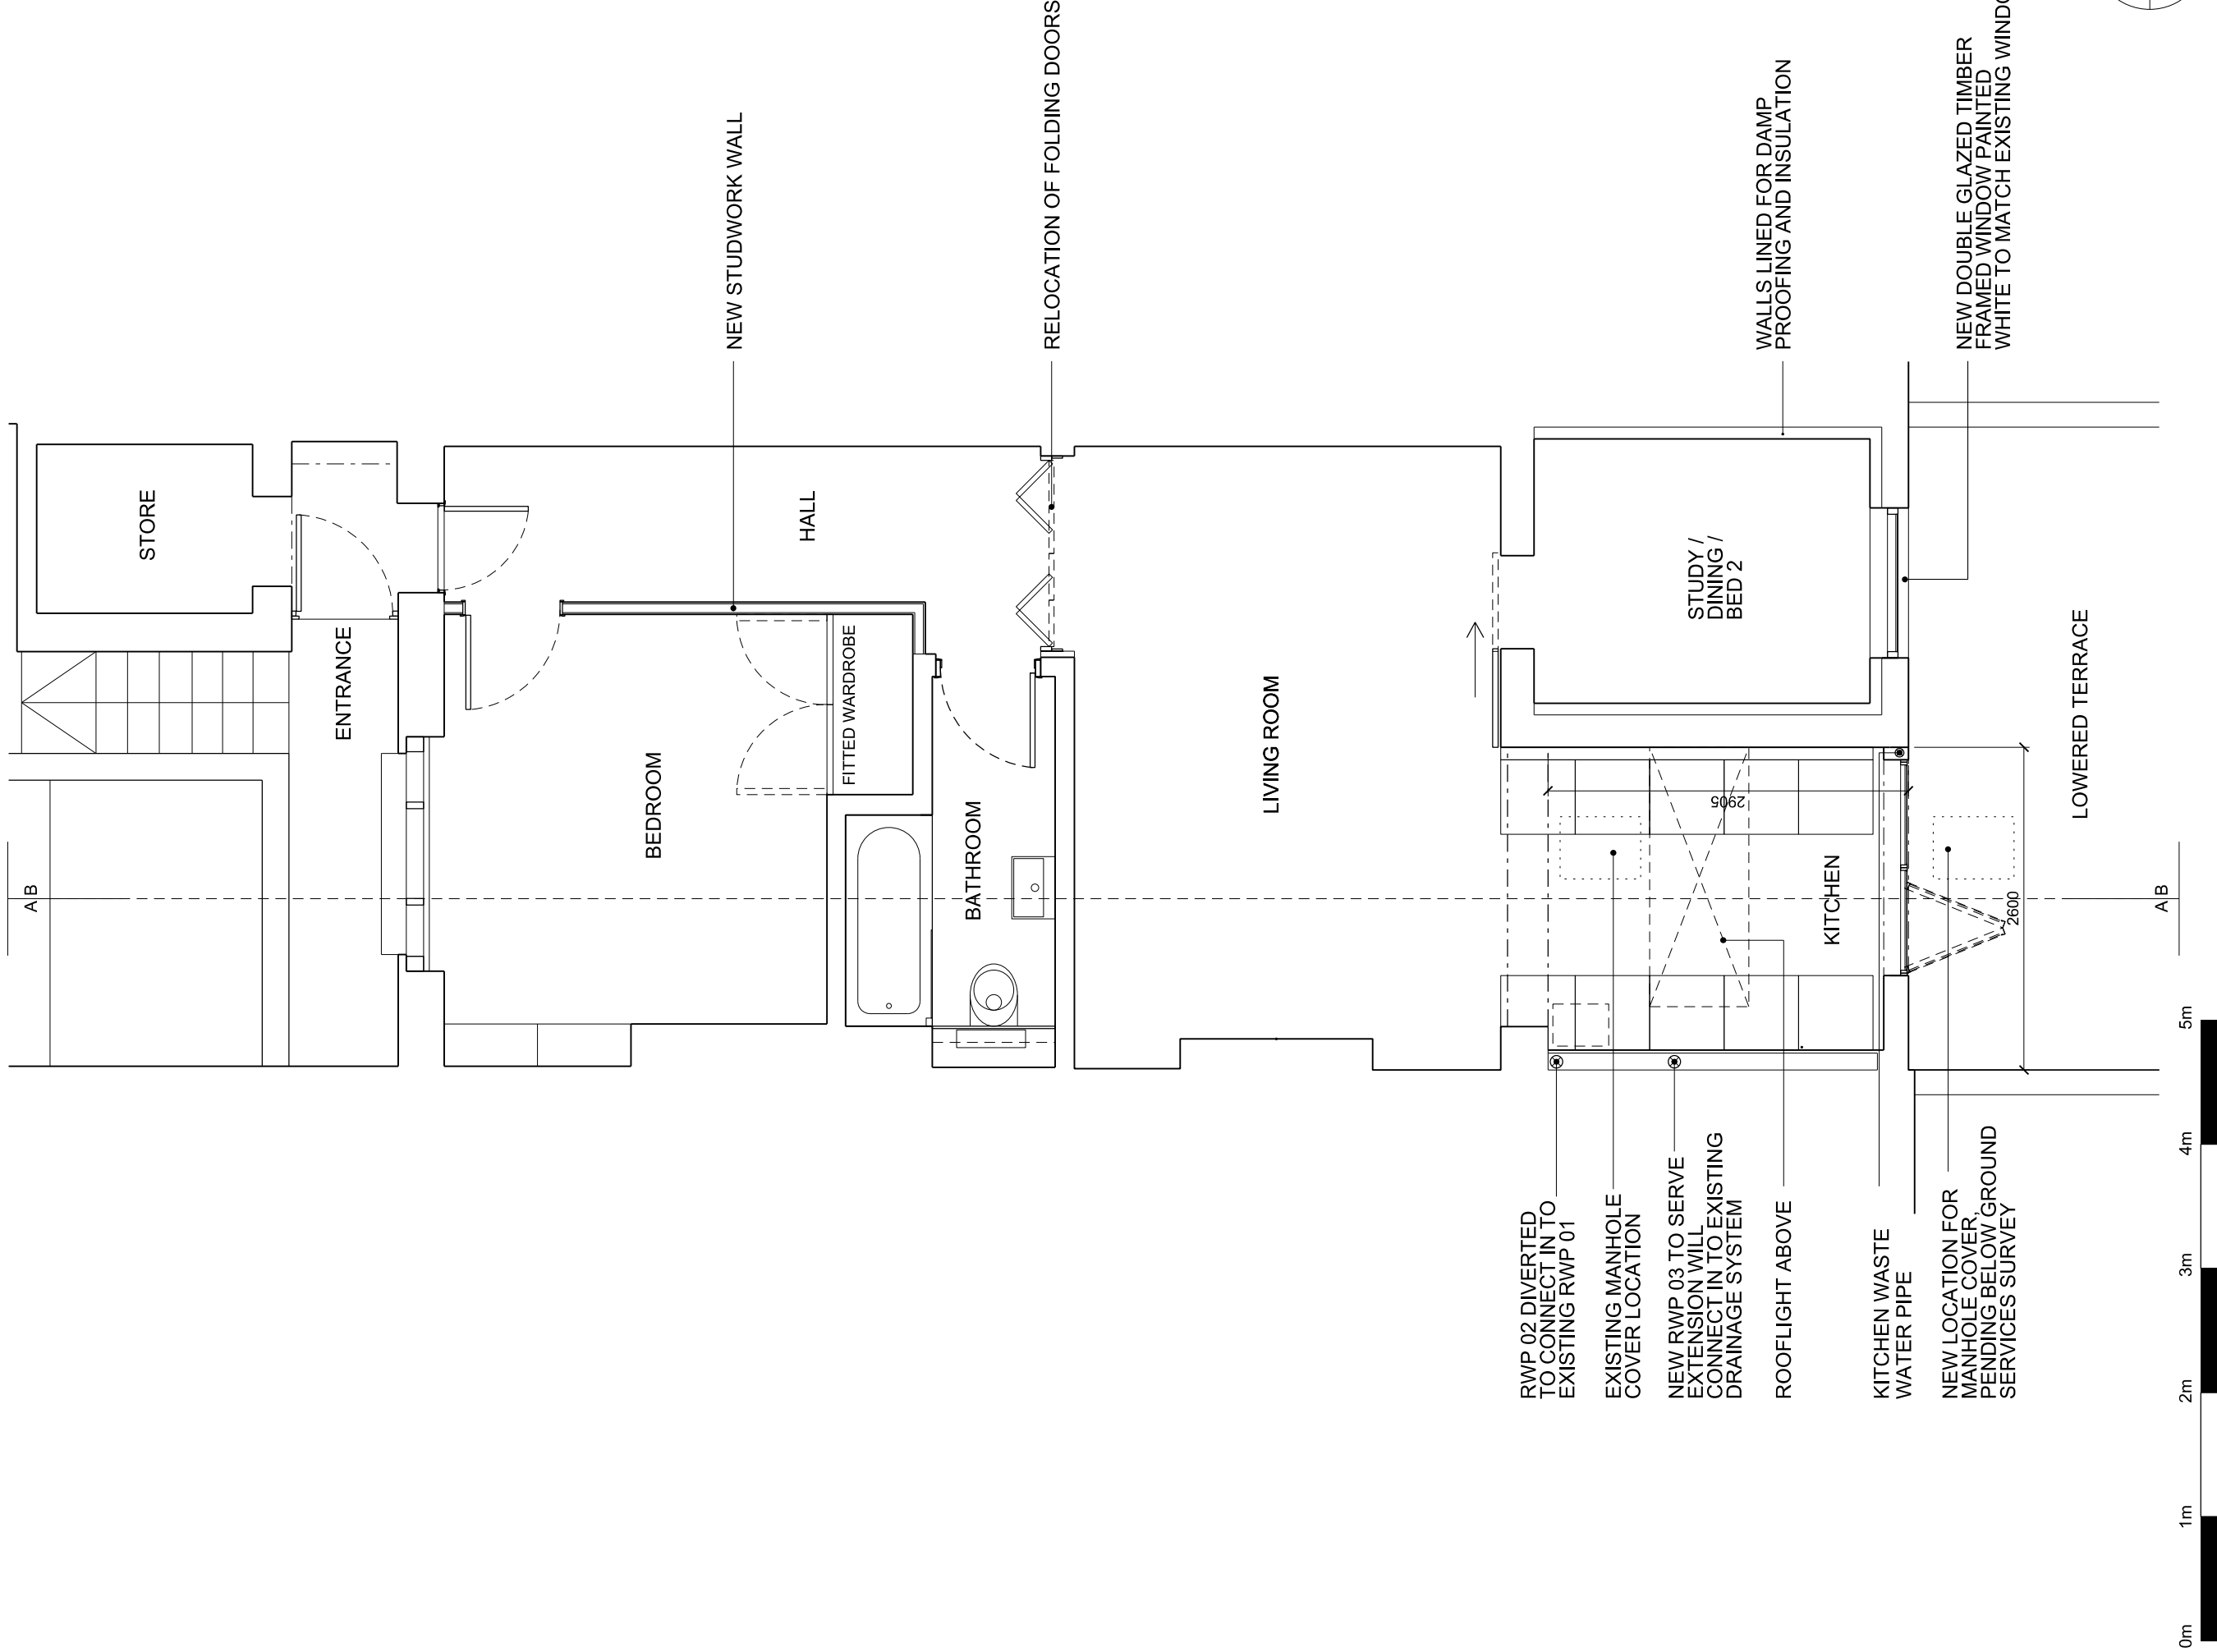 STORE
ENTRANCE
HALL
BEDROOM
FITTED WARDROBE
BATHROOM
LIVING ROOM
STUDY /
DINING /
BED 2
KITCHEN
LOWERED TERRACE
NEW STUDWORK WALL
RELOCATION OF FOLDING DOORS
WALLS LINED FOR DAMP
PROOFING AND INSULATION
NEW DOUBLE GLAZED TIMBER
FRAMED WINDOW PAINTED
WHITE TO MATCH EXISTING
RWP 02 DIVERTED
TO CONNECT IN TO
EXISTING RWP 01
EXISTING MANHOLE
COVER LOCATION
NEW RWP 03 TO SERVE
EXTENSION WILL
CONNECT IN TO EXISTING
DRAINAGE SYSTEM
ROOFLIGHT ABOVE
KITCHEN WASTE
WATER PIPE
NEW LOCATION FOR
MANHOLE COVER,
PENDING BELOW GROUND
SERVICES SURVEY
2905
2600
A B
A B
0m 1m 2m 3m 4m 5m